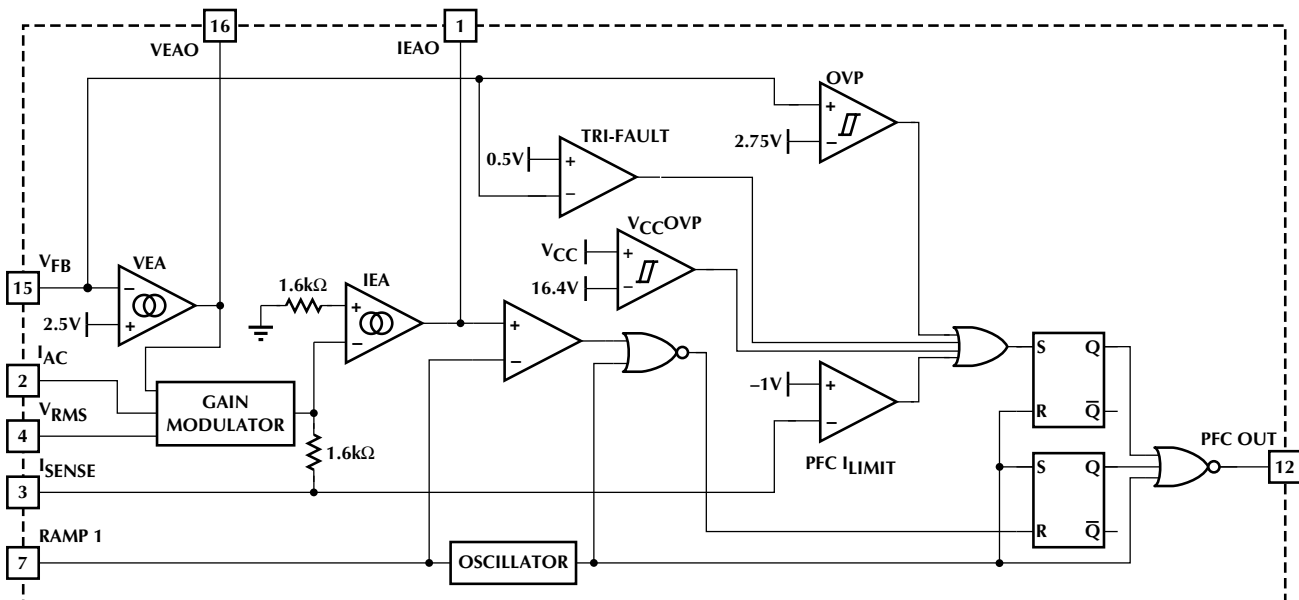 16
VEAO
1
IEAO
OVP
+
2.75V
−
TRI-FAULT
0.5V
+
−
VCCOVP
VCC
+
16.4V
−
VFB
15
VEA
−
2.5V
+
1.6kΩ
IEA
+
−
+
−
IAC
2
VRMS
4
GAIN
MODULATOR
1.6kΩ
ISENSE
3
−1V
+
−
PFC ILIMIT
S Q
R Q̅
S Q
R Q̅
PFC OUT
12
RAMP 1
7
OSCILLATOR